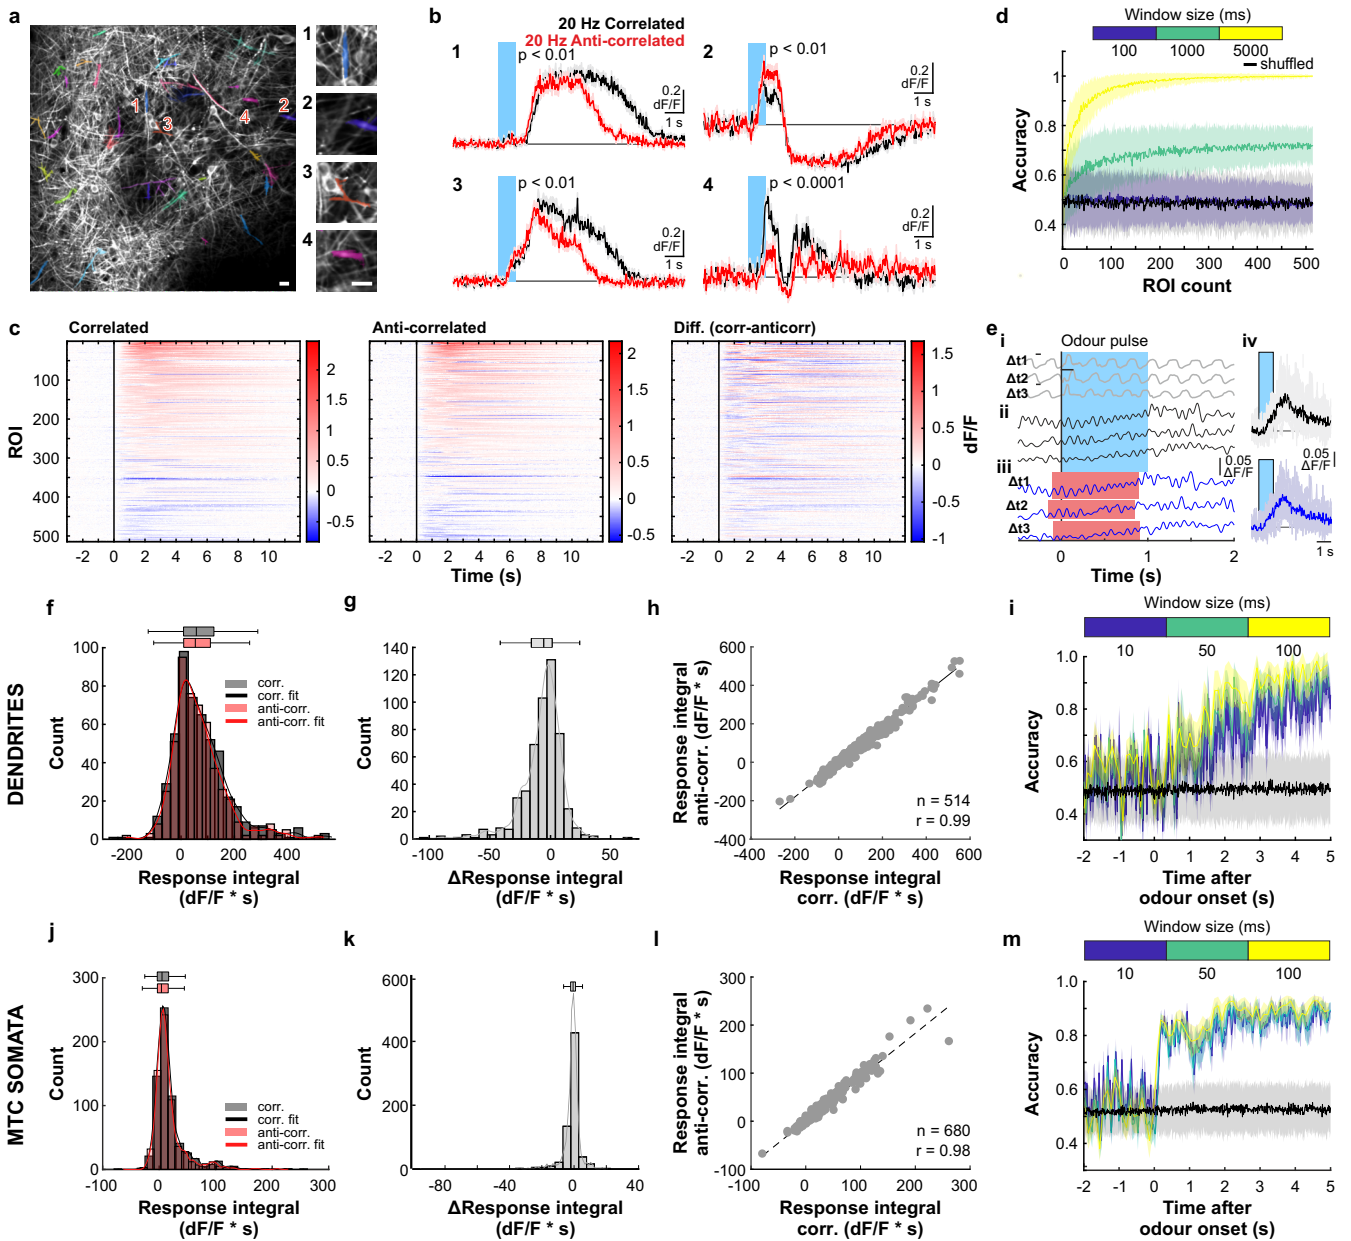 a
1
2
3
4
1
2
3
4
b
20 Hz Correlated
20 Hz Anti-correlated
1
p < 0.01
0.2
dF/F
1 s
2
p < 0.01
0.2
dF/F
1 s
3
p < 0.01
0.2
dF/F
1 s
4
p < 0.0001
0.2
dF/F
1 s
d
Window size (ms)
100
1000
5000
shuffled
1.0
0.8
0.6
0.4
Accuracy
0
100
200
300
400
500
ROI count
c
Correlated
100
200
300
400
500
ROI
-2
0
2
4
6
8
10
2
1.5
1
0.5
0
-0.5
Anti-correlated
-2
0
2
4
6
8
10
Time (s)
2
1.5
1
0.5
0
-0.5
Diff. (corr-anticorr)
-2
0
2
4
6
8
10
1.5
1
0.5
0
-0.5
-1
dF/F
e
i
Odour pulse
Δt1
Δt2
Δt3
ii
iii
Δt1
Δt2
Δt3
0.05
ΔF/F
0
1
2
Time (s)
iv
0.05
ΔF/F
1 s
DENDRITES
f
100
80
60
40
20
0
Count
corr.
corr. fit
anti-corr.
anti-corr. fit
-200
0
200
400
Response integral
(dF/F * s)
g
140
120
100
80
60
40
20
0
Count
-100
-50
0
50
ΔResponse integral
(dF/F * s)
h
600
400
200
0
-200
-400
Response integral
anti-corr. (dF/F * s)
n = 514
r = 0.99
-400
-200
0
200
400
600
Response integral
corr. (dF/F * s)
i
Window size (ms)
10
50
100
1.0
0.8
0.6
0.4
Accuracy
-2
-1
0
1
2
3
4
5
Time after
odour onset (s)
MTC SOMATA
j
300
200
100
0
Count
corr.
corr. fit
anti-corr.
anti-corr. fit
-100
0
100
200
300
Response integral
(dF/F * s)
k
600
400
200
0
Count
-80
-40
0
40
ΔResponse integral
(dF/F * s)
l
300
200
100
0
-100
Response integral
anti-corr. (dF/F * s)
n = 680
r = 0.98
-100
0
100
200
300
Response integral
corr. (dF/F * s)
m
Window size (ms)
10
50
100
1.0
0.8
0.6
0.4
Accuracy
-2
-1
0
1
2
3
4
5
Time after
odour onset (s)